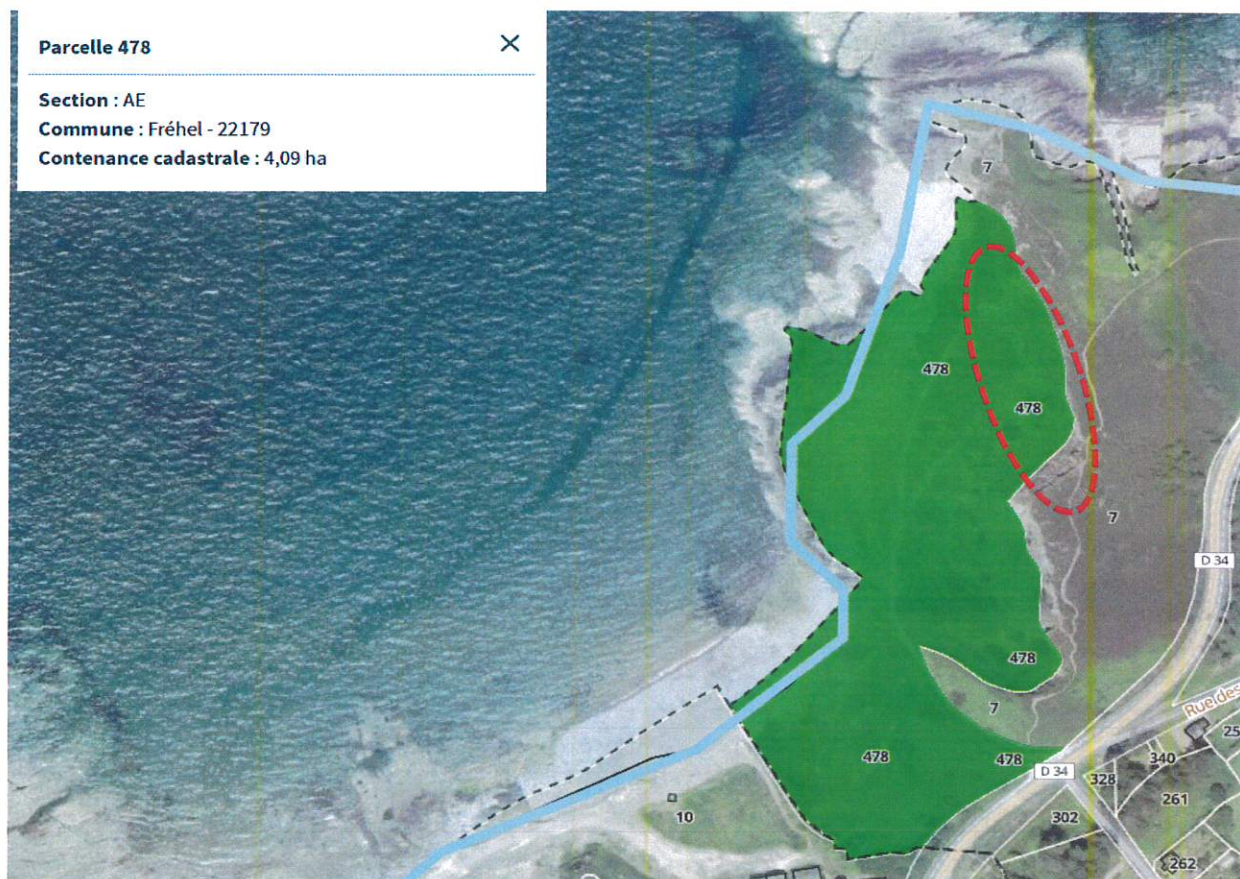 Parcelle 478
Section : AE
Commune : Fréhel - 22179
Contenance cadastrale : 4,09 ha
7
478
478
7
D 34
478
7
Rue des
478
478
D 34
340
25
328
261
10
302
262